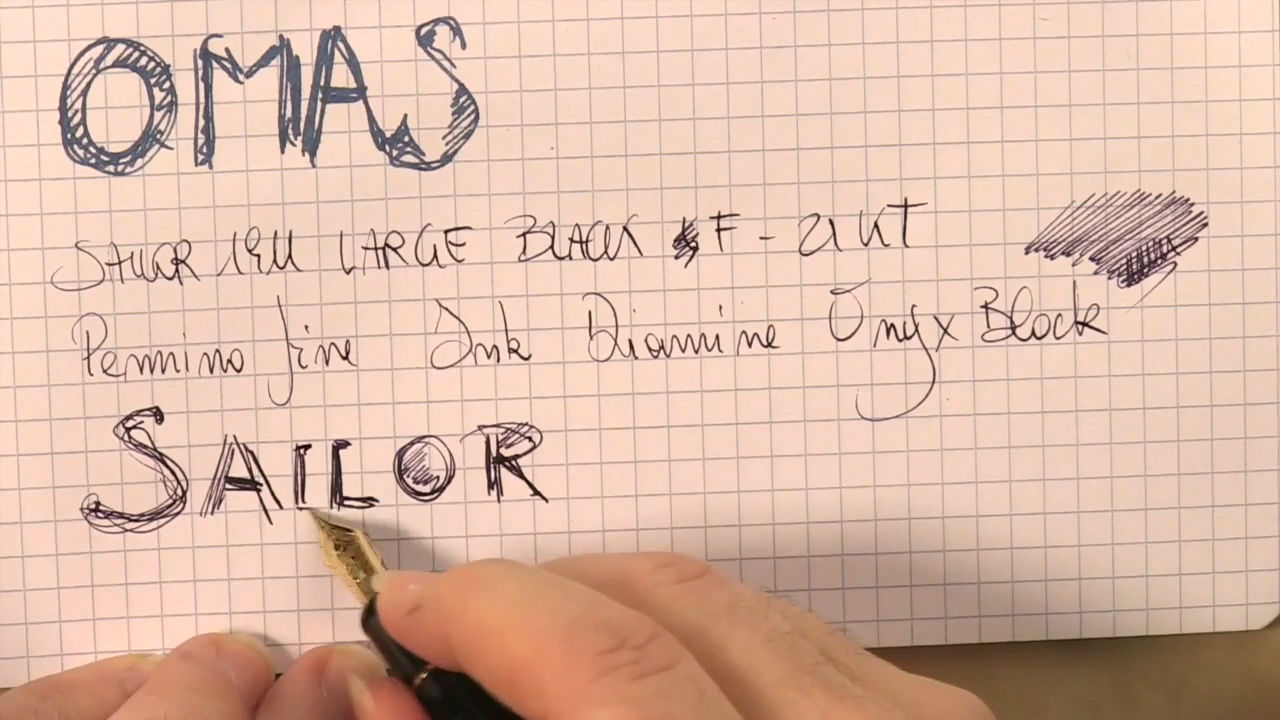 OMAS
SAILOR 1911 LARGE BLACK F - 21 KT
Pennino fine Ink Diamine Onyx Black
SAILOR